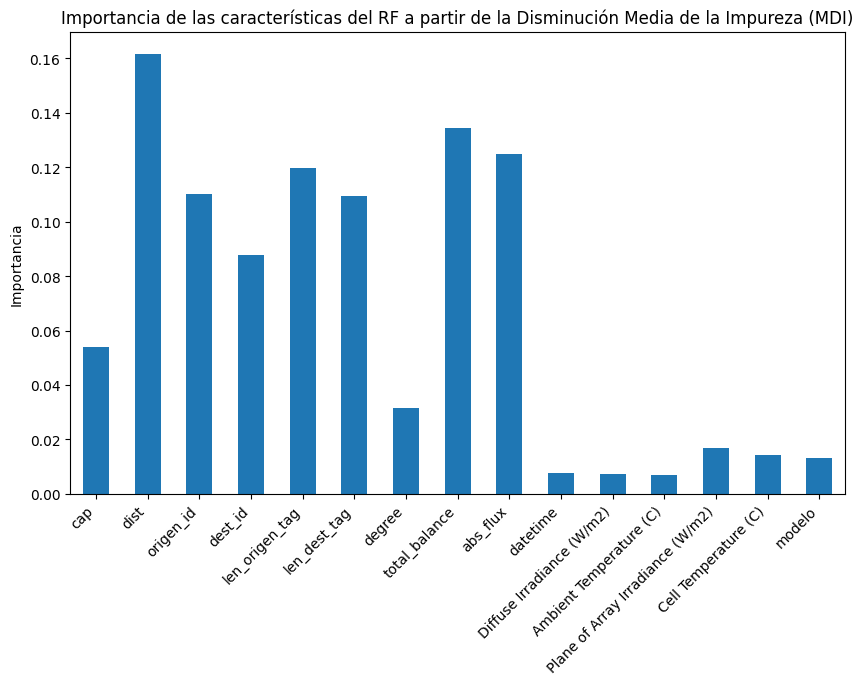 Importancia de las características del RF a partir de la Disminución Media de la Impureza (MDI)
Importancia
0.16
0.14
0.12
0.10
0.08
0.06
0.04
0.02
0.00
cap
dist
origen_id
dest_id
len_origen_tag
len_dest_tag
degree
total_balance
abs_flux
datetime
Diffuse Irradiance (W/m2)
Ambient Temperature (C)
Plane of Array Irradiance (W/m2)
Cell Temperature (C)
modelo